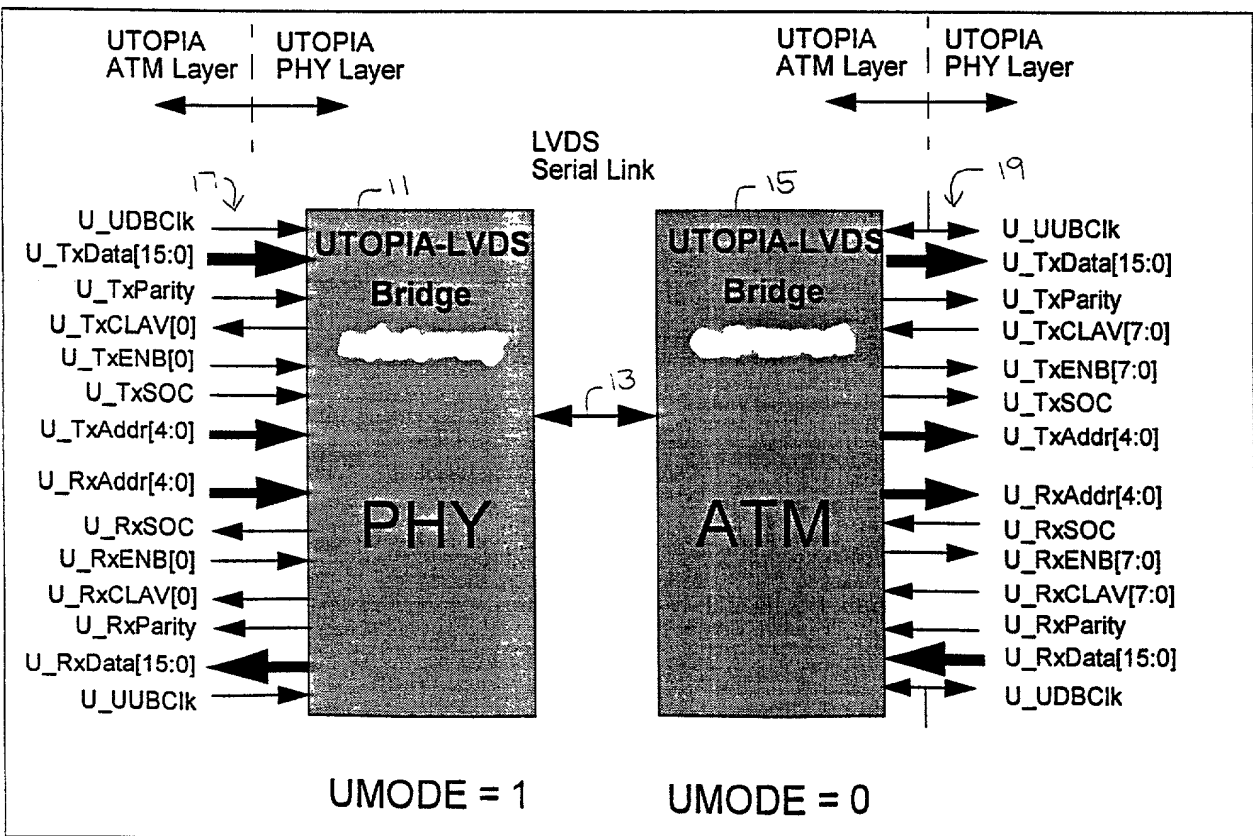 UTOPIA
ATM Layer
UTOPIA
PHY Layer
UTOPIA
ATM Layer
UTOPIA
PHY Layer
LVDS
Serial Link
17
11
15
19
U_UDBClk
U_TxData[15:0]
U_TxParity
U_TxCLAV[0]
U_TxENB[0]
U_TxSOC
U_TxAddr[4:0]
U_RxAddr[4:0]
U_RxSOC
U_RxENB[0]
U_RxCLAV[0]
U_RxParity
U_RxData[15:0]
U_UUBClk
UTOPIA-LVDS
Bridge
PHY
13
UTOPIA-LVDS
Bridge
ATM
U_UUBClk
U_TxData[15:0]
U_TxParity
U_TxCLAV[7:0]
U_TxENB[7:0]
U_TxSOC
U_TxAddr[4:0]
U_RxAddr[4:0]
U_RxSOC
U_RxENB[7:0]
U_RxCLAV[7:0]
U_RxParity
U_RxData[15:0]
U_UDBClk
UMODE = 1
UMODE = 0